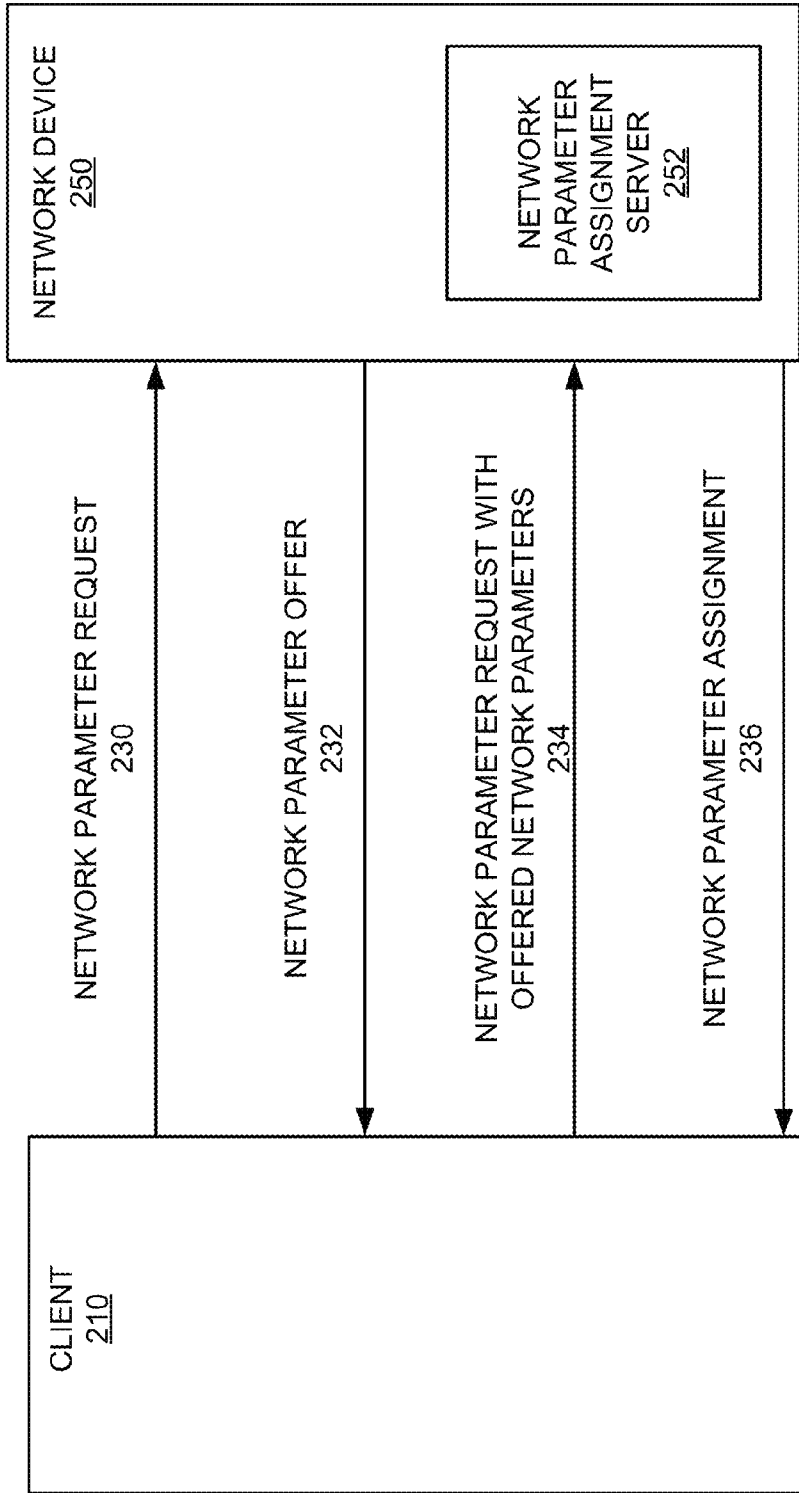 CLIENT
210
NETWORK PARAMETER REQUEST
230
NETWORK PARAMETER OFFER
232
NETWORK PARAMETER REQUEST WITH
OFFERED NETWORK PARAMETERS
234
NETWORK PARAMETER ASSIGNMENT
236
NETWORK DEVICE
250
NETWORK
PARAMETER
ASSIGNMENT
SERVER
252